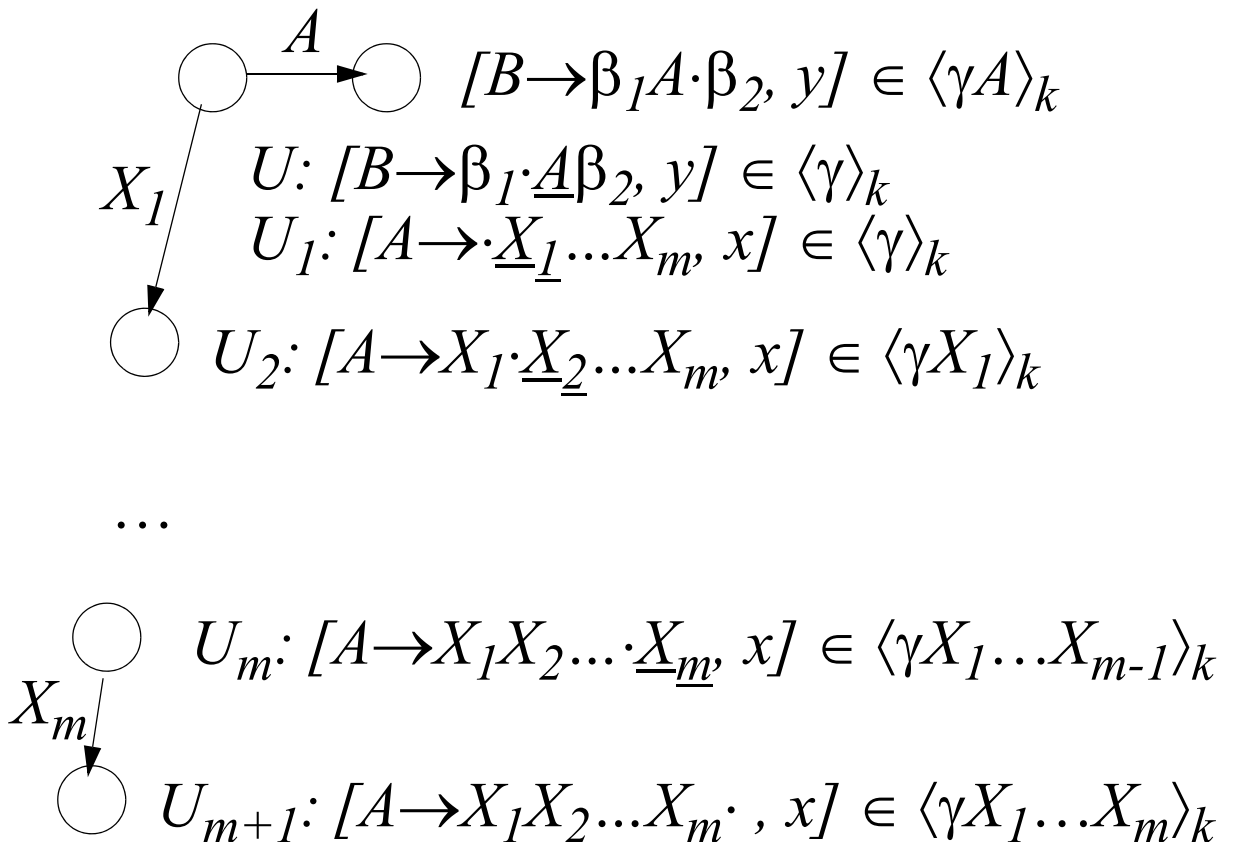 A
[B→β₁A·β₂, y] ∈ ⟨γA⟩ₖ
X₁
U: [B→β₁·Aβ₂, y] ∈ ⟨γ⟩ₖ
U₁: [A→·X₁...Xₘ, x] ∈ ⟨γ⟩ₖ
U₂: [A→X₁·X₂...Xₘ, x] ∈ ⟨γX₁⟩ₖ
...
Uₘ: [A→X₁X₂...·Xₘ, x] ∈ ⟨γX₁...Xₘ₋₁⟩ₖ
Xₘ
Uₘ₊₁: [A→X₁X₂...Xₘ· , x] ∈ ⟨γX₁...Xₘ⟩ₖ